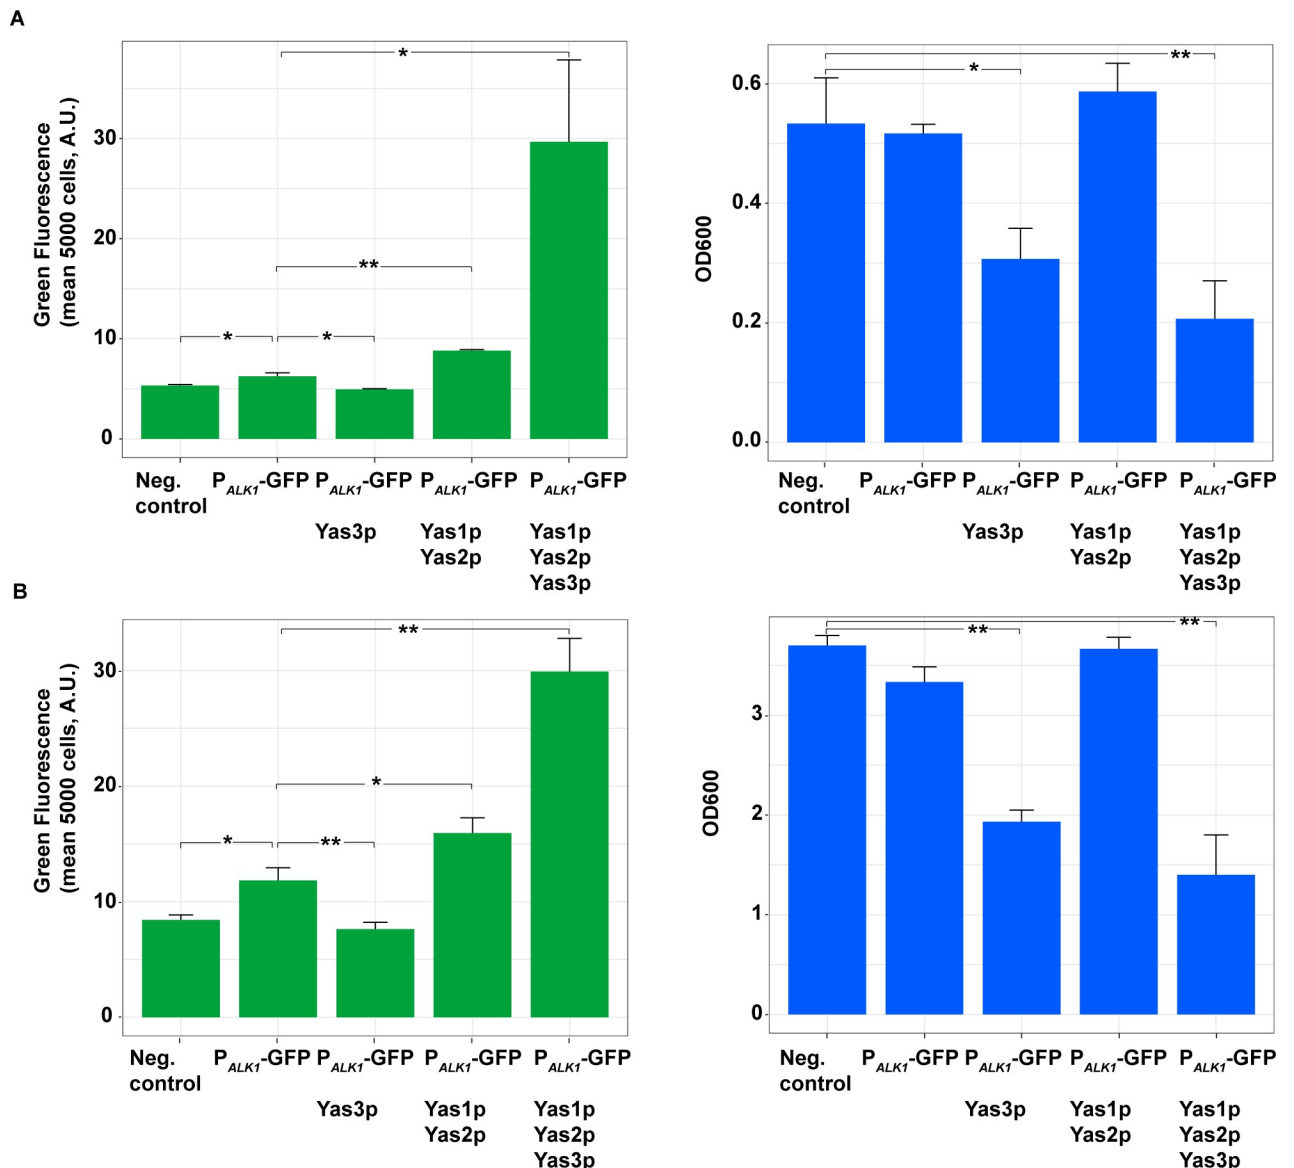 A
Green Fluorescence
(mean 5000 cells, A.U.)
30
20
10
0
*
**
*
*
Neg.
control
PALK1-GFP
PALK1-GFP
Yas3p
PALK1-GFP
Yas1p
Yas2p
PALK1-GFP
Yas1p
Yas2p
Yas3p
OD600
0.6
0.4
0.2
0.0
**
*
Neg.
control
PALK1-GFP
PALK1-GFP
Yas3p
PALK1-GFP
Yas1p
Yas2p
PALK1-GFP
Yas1p
Yas2p
Yas3p
B
Green Fluorescence
(mean 5000 cells, A.U.)
30
20
10
0
**
*
*
**
Neg.
control
PALK1-GFP
PALK1-GFP
Yas3p
PALK1-GFP
Yas1p
Yas2p
PALK1-GFP
Yas1p
Yas2p
Yas3p
OD600
3
2
1
0
**
**
Neg.
control
PALK1-GFP
PALK1-GFP
Yas3p
PALK1-GFP
Yas1p
Yas2p
PALK1-GFP
Yas1p
Yas2p
Yas3p